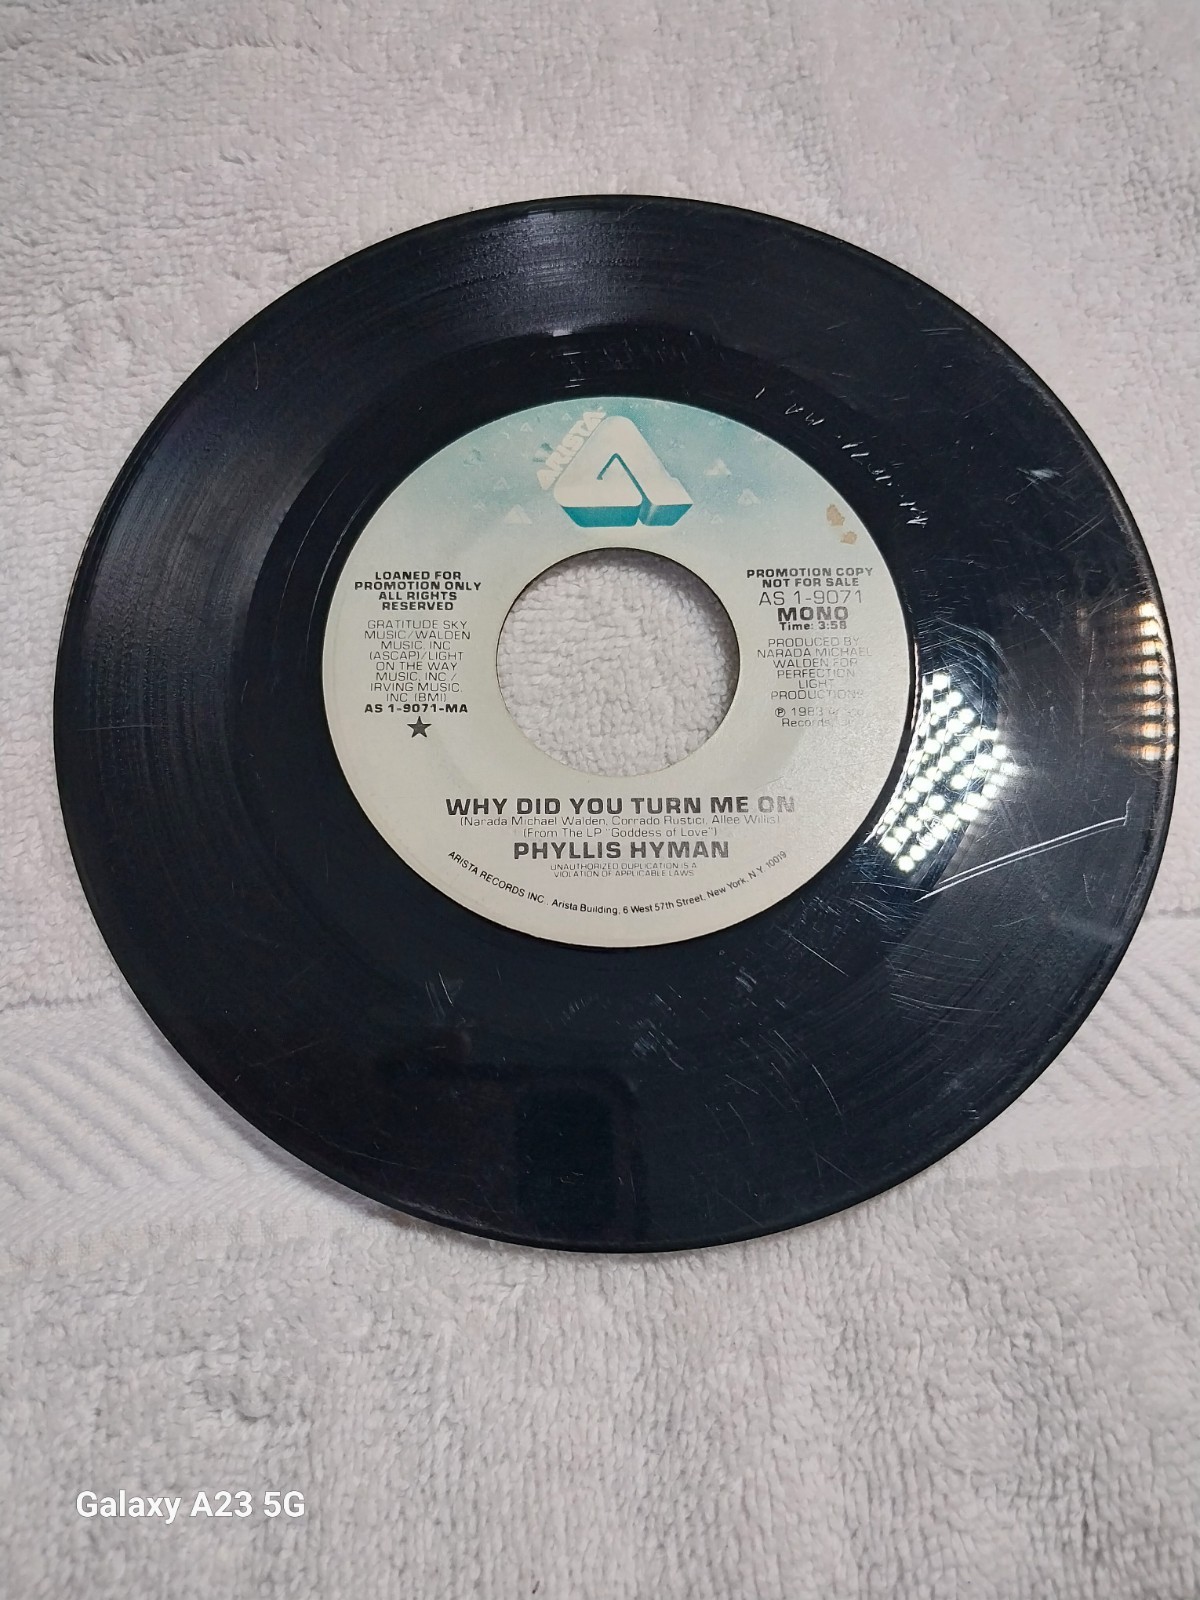 ARISTA
LOANED FOR
PROMOTION ONLY
ALL RIGHTS
RESERVED
GRATITUDE SKY
MUSIC/WALDEN
MUSIC, INC
(ASCAP)/LIGHT
ON THE WAY
MUSIC, INC /
IRVING MUSIC,
INC (BMI)
AS 1-9071-MA
PROMOTION COPY
NOT FOR SALE
AS 1-9071
MONO
Time: 3:58
PRODUCED BY
NARADA MICHAEL
WALDEN FOR
PERFECTION
LIGHT
PRODUCTIONS
℗ 1983
Records,
WHY DID YOU TURN ME ON
(Narada Michael Walden, Corrado Rustici, Allee Willis)
(From The LP "Goddess of Love")
PHYLLIS HYMAN
UNAUTHORIZED DUPLICATION IS A
VIOLATION OF APPLICABLE LAWS
ARISTA RECORDS INC., Arista Building, 6 West 57th Street, New York, N.Y. 10019
Galaxy A23 5G